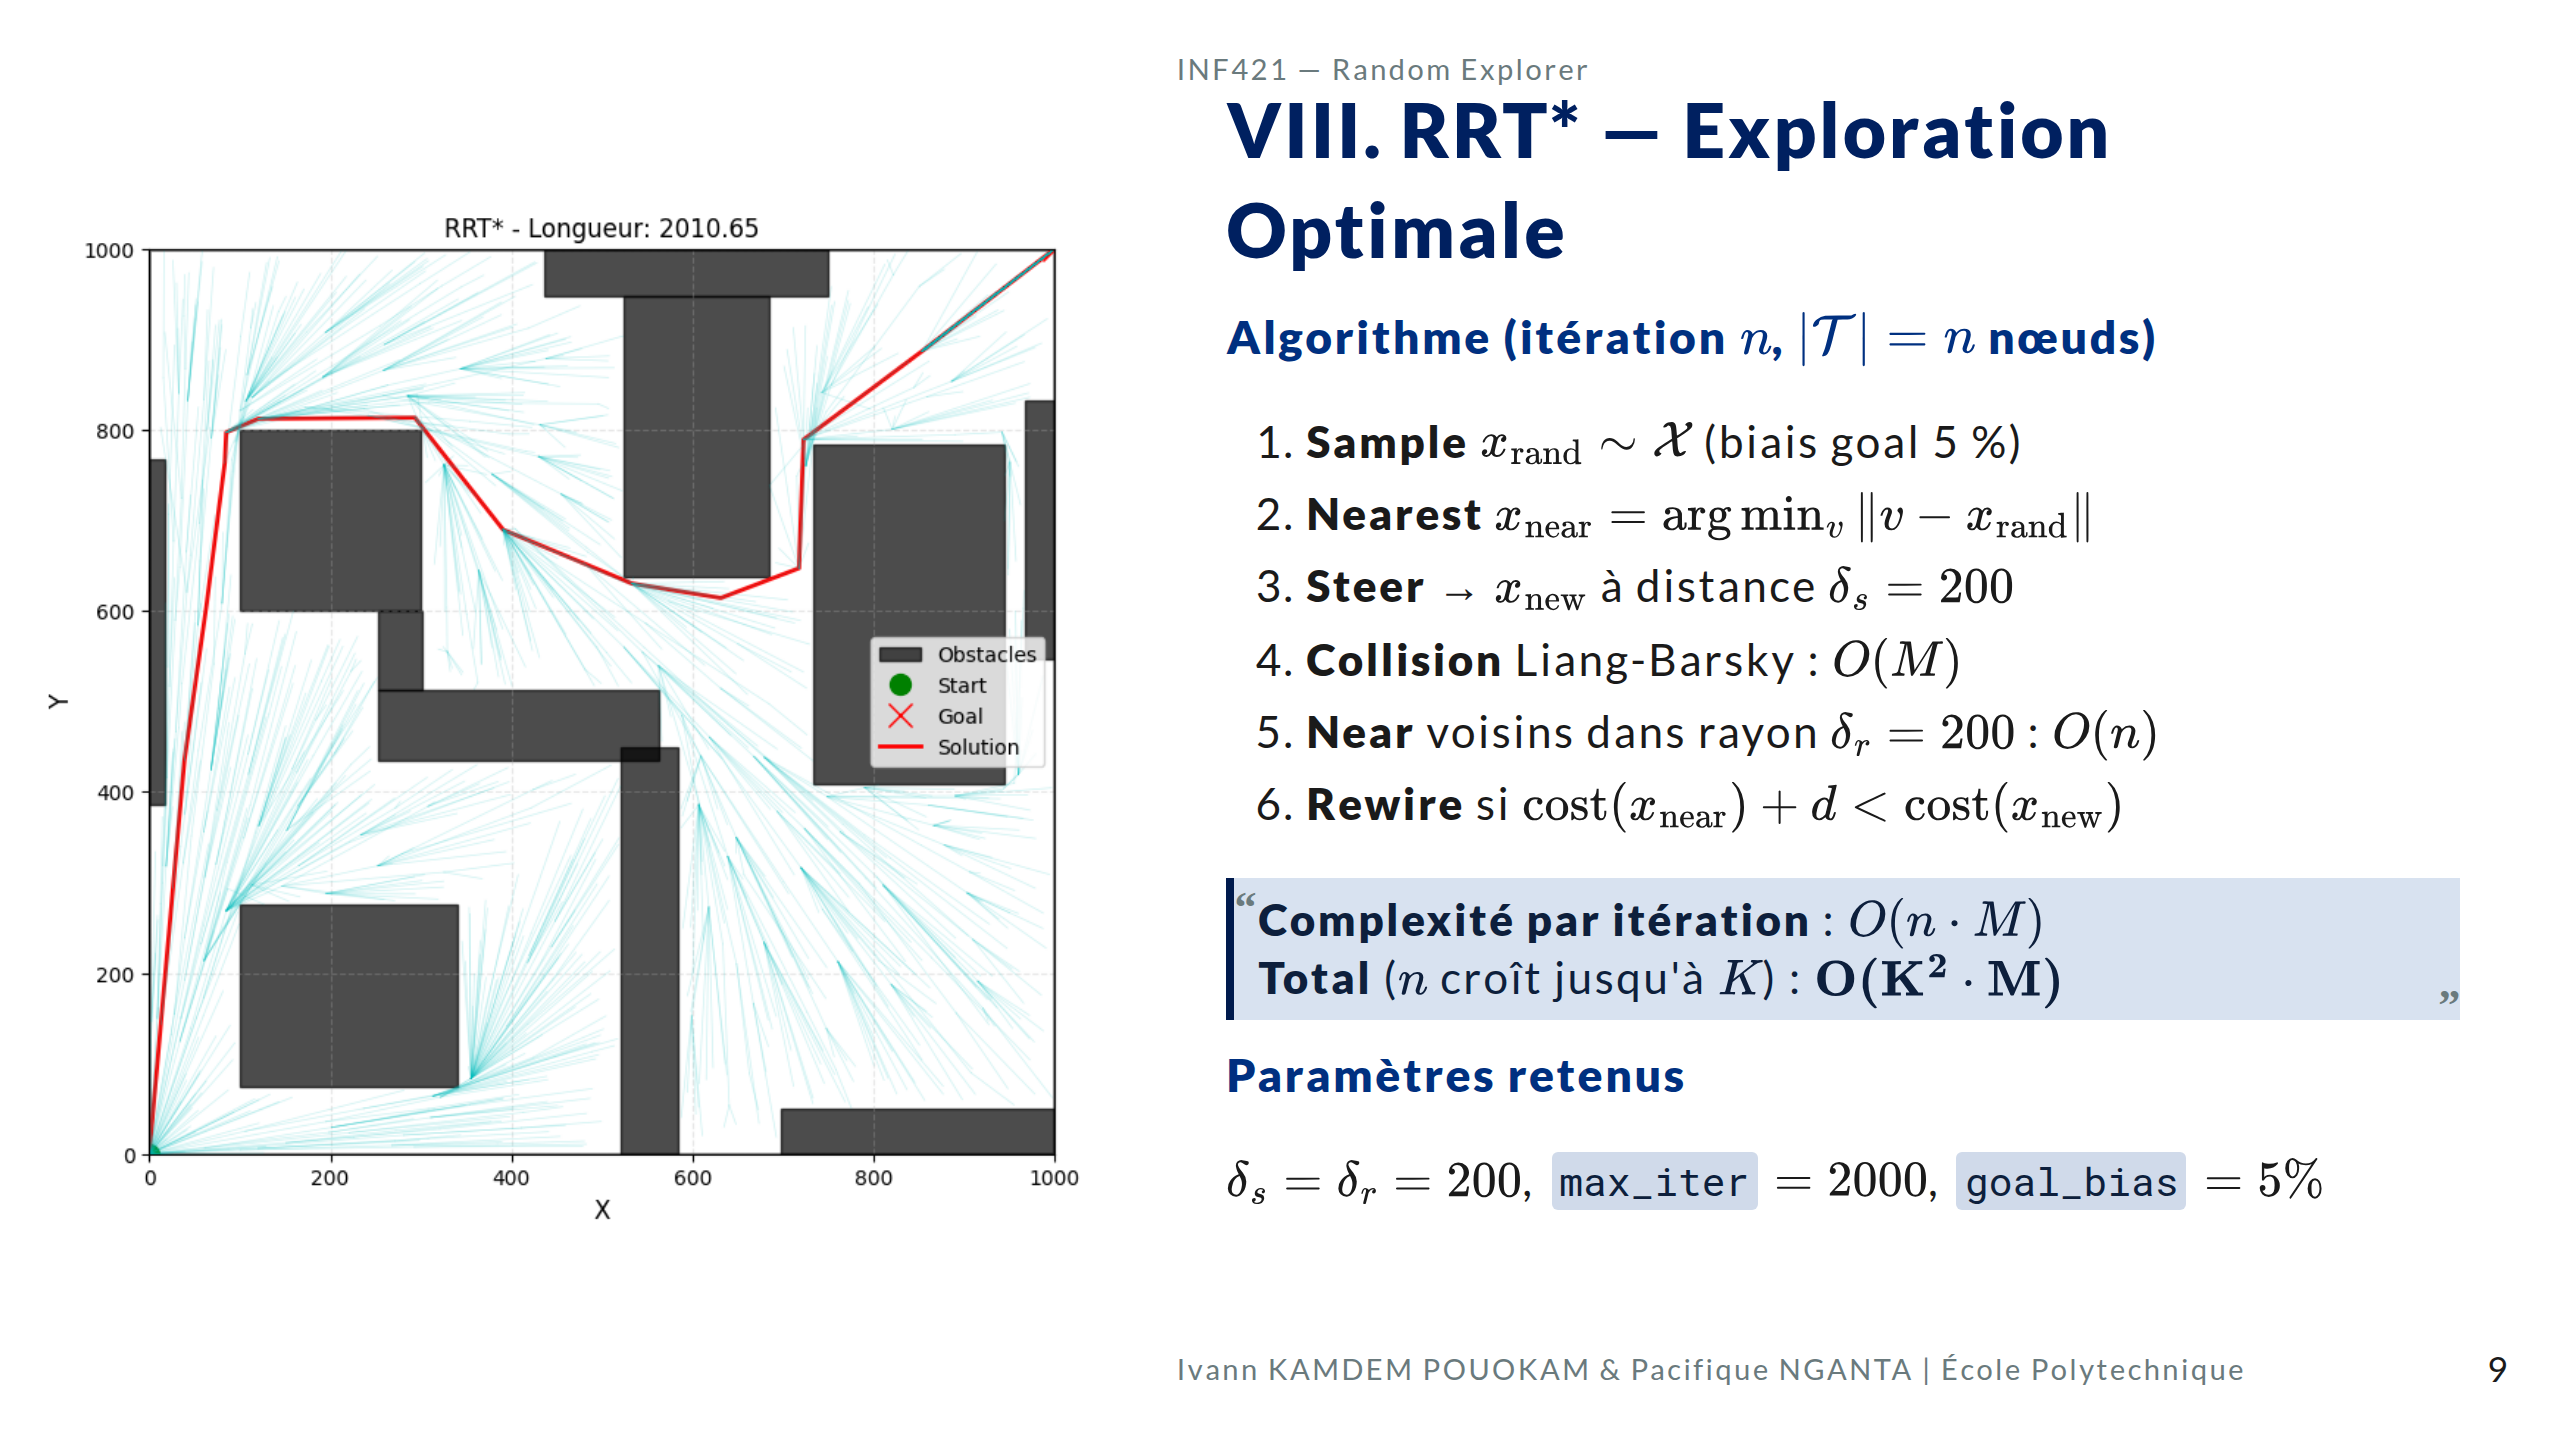 INF421 — Random Explorer
VIII. RRT* — Exploration
Optimale
RRT* - Longueur: 2010.65
1000
800
600
400
200
0
Y
0 200 400 600 800 1000
X
Obstacles
Start
Goal
Solution
Algorithme (itération n, |𝒯| = n nœuds)
1. Sample x_rand ∼ 𝒳 (biais goal 5 %)
2. Nearest x_near = arg min_v ‖v − x_rand‖
3. Steer → x_new à distance δ_s = 200
4. Collision Liang-Barsky : O(M)
5. Near voisins dans rayon δ_r = 200 : O(n)
6. Rewire si cost(x_near) + d < cost(x_new)
“Complexité par itération : O(n · M)
Total (n croît jusqu'à K) : O(K² · M)”
Paramètres retenus
δ_s = δ_r = 200, max_iter = 2000, goal_bias = 5%
Ivann KAMDEM POUOKAM & Pacifique NGANTA | École Polytechnique
9